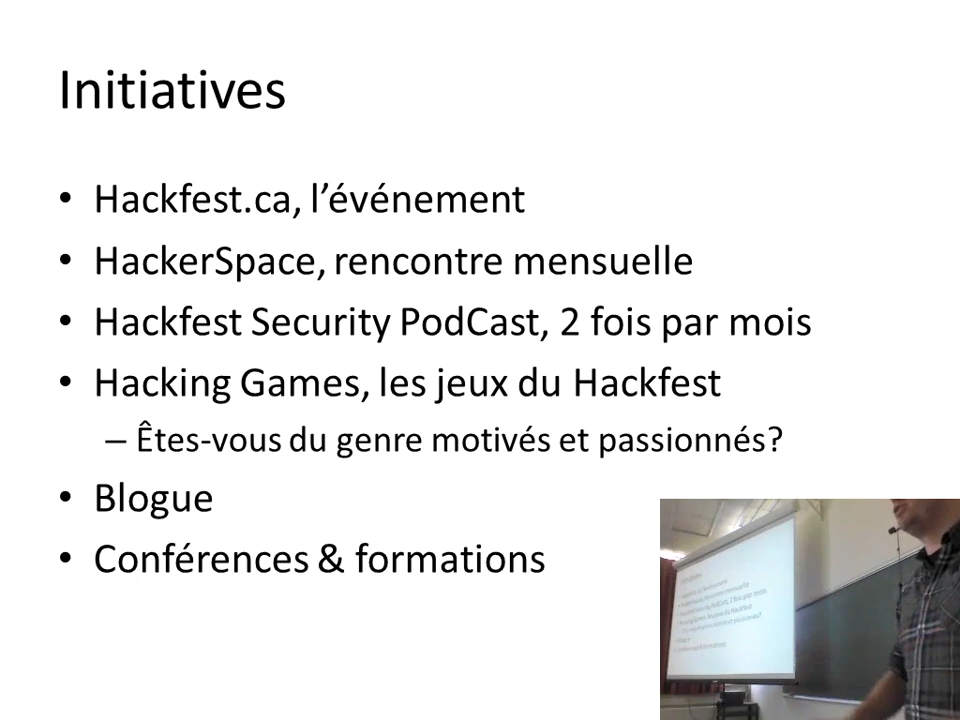 Initiatives
• Hackfest.ca, l’événement
• HackerSpace, rencontre mensuelle
• Hackfest Security PodCast, 2 fois par mois
• Hacking Games, les jeux du Hackfest
– Êtes-vous du genre motivés et passionnés?
• Blogue
• Conférences & formations